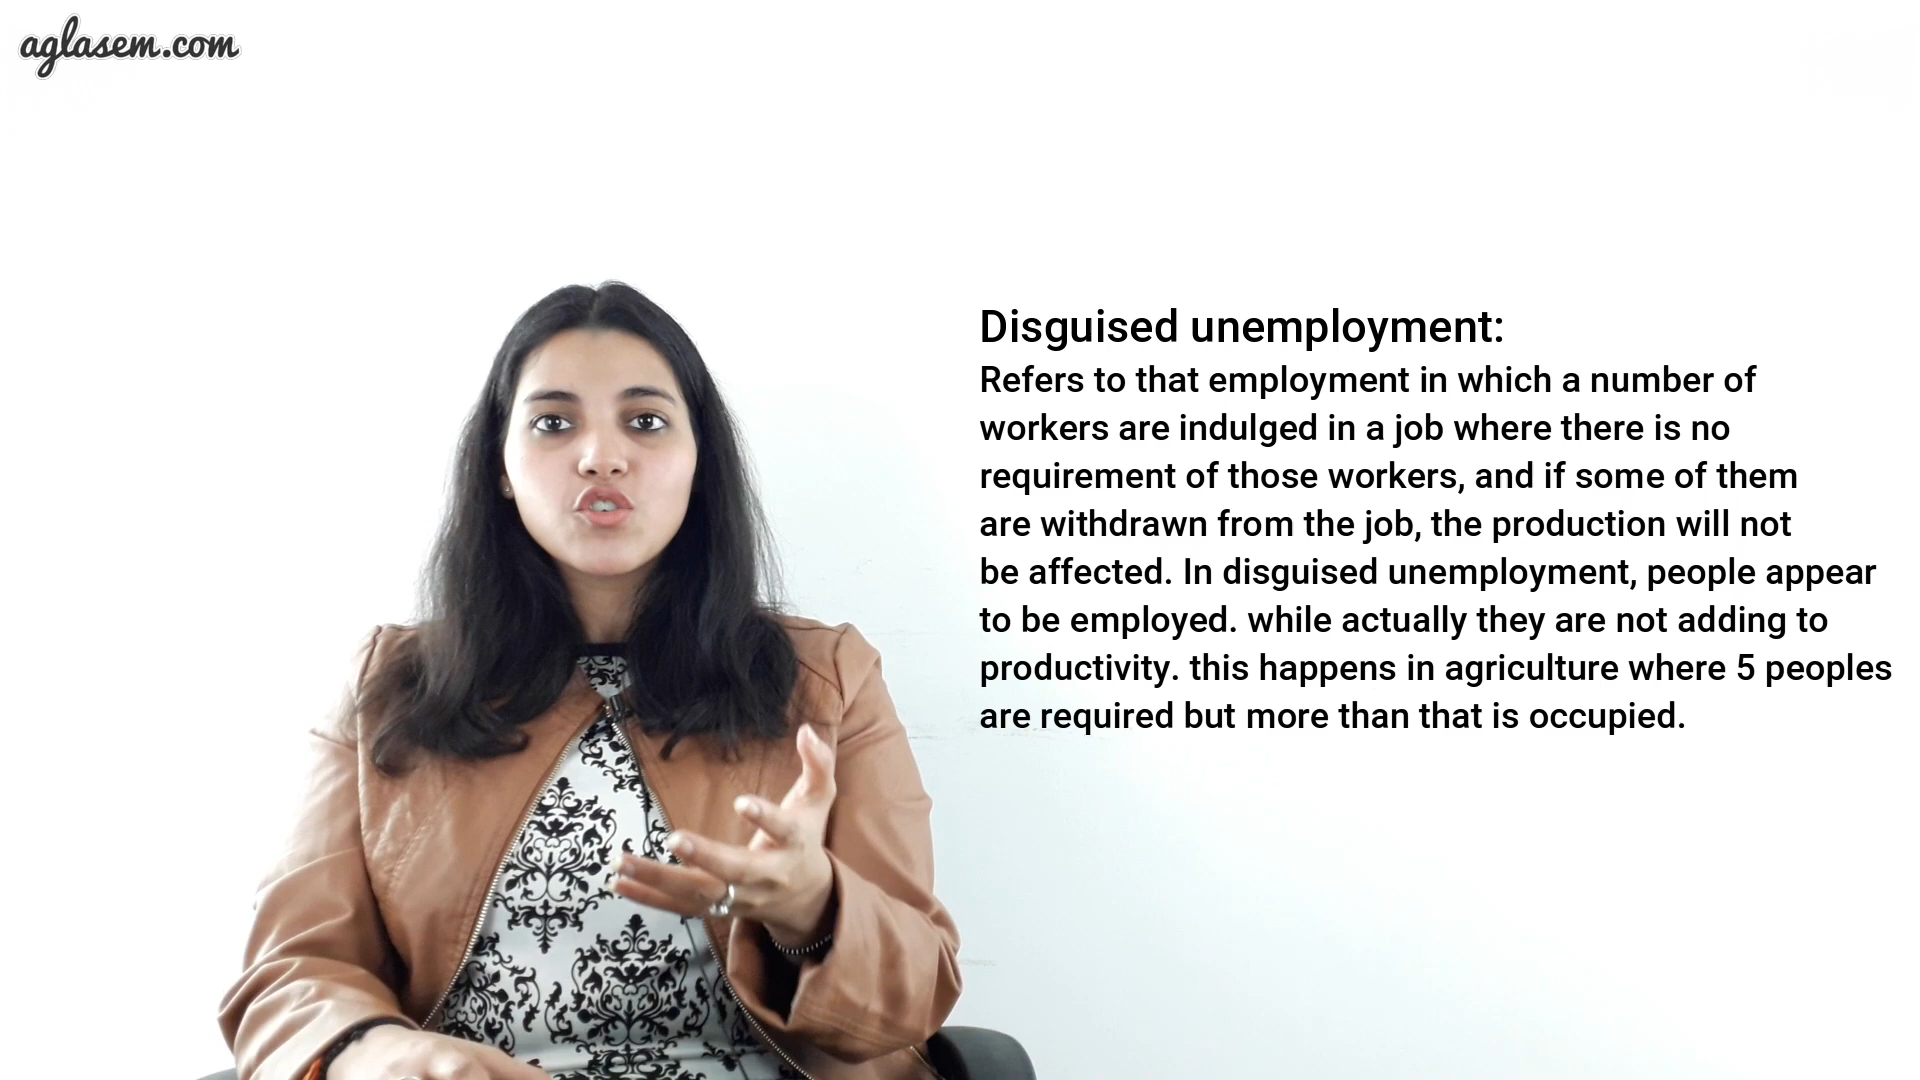 aglasem.com
Disguised unemployment:
Refers to that employment in which a number of
workers are indulged in a job where there is no
requirement of those workers, and if some of them
are withdrawn from the job, the production will not
be affected. In disguised unemployment, people appear
to be employed. while actually they are not adding to
productivity. this happens in agriculture where 5 peoples
are required but more than that is occupied.